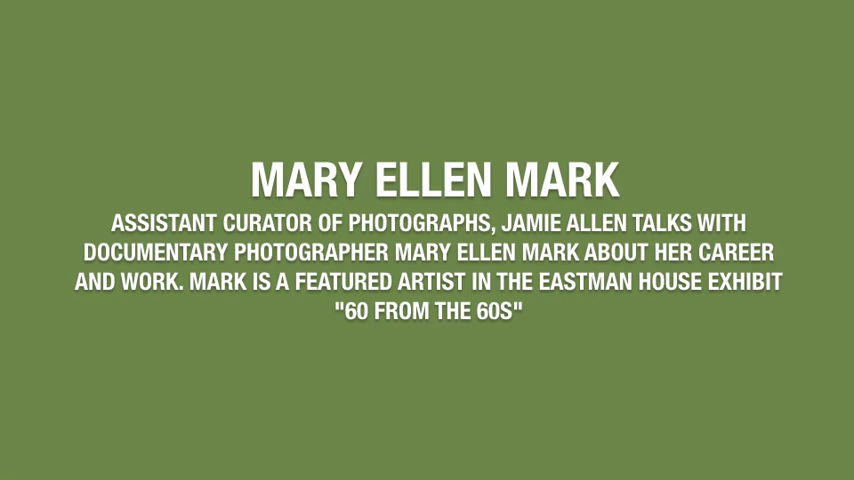 MARY ELLEN MARK
ASSISTANT CURATOR OF PHOTOGRAPHS, JAMIE ALLEN TALKS WITH
DOCUMENTARY PHOTOGRAPHER MARY ELLEN MARK ABOUT HER CAREER
AND WORK. MARK IS A FEATURED ARTIST IN THE EASTMAN HOUSE EXHIBIT
"60 FROM THE 60S"